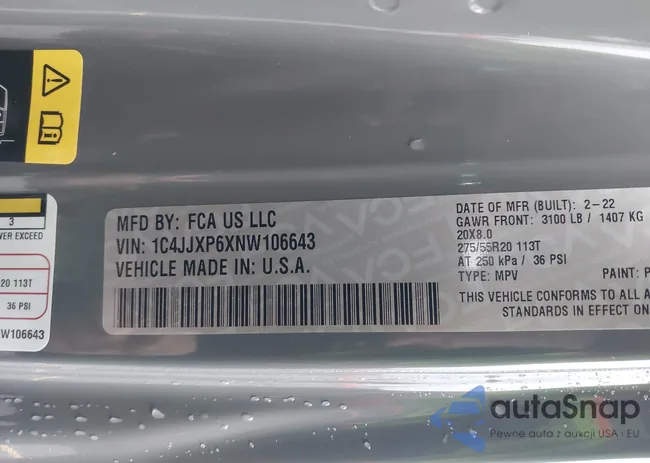 3
20 113T
36 PSI
W106643
MFD BY: FCA US LLC
VIN: 1C4JJXP6XNW106643
VEHICLE MADE IN: U.S.A.
DATE OF MFR (BUILT): 2-22
GAWR FRONT: 3100 LB / 1407 KG
20X8.0
275/55R20 113T
AT 250 kPa / 36 PSI
TYPE: MPV PAINT: P
THIS VEHICLE CONFORMS TO ALL A
STANDARDS IN EFFECT ON
autaSnap
Pewne auta z aukcji USA i EU